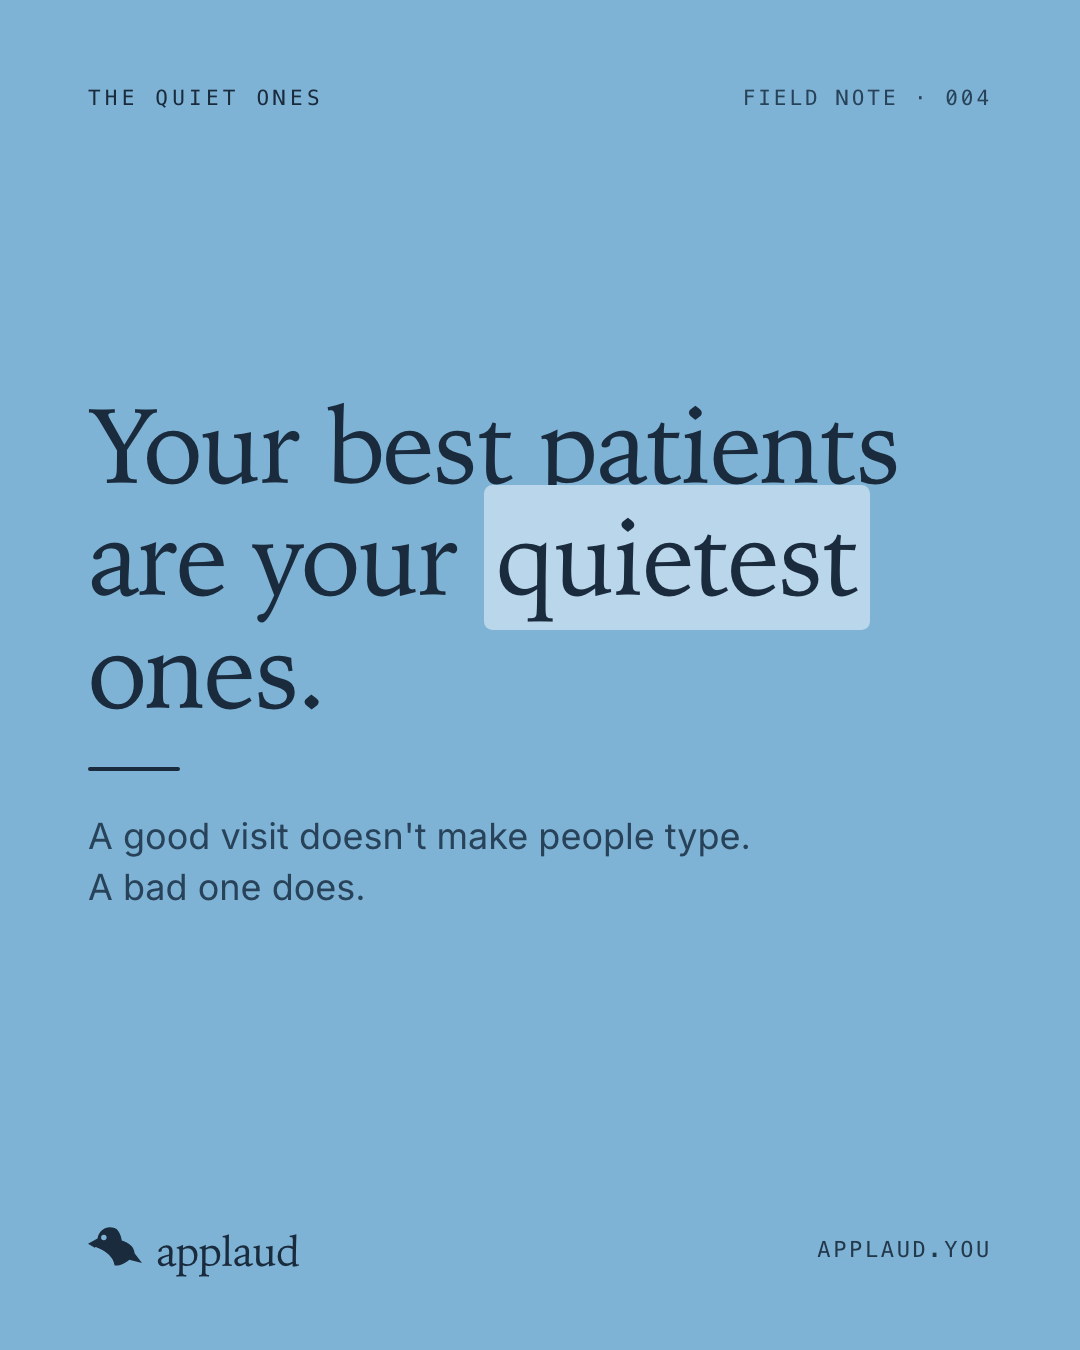 THE QUIET ONES
FIELD NOTE · 004
Your best patients
are your quietest
ones.
A good visit doesn't make people type.
A bad one does.
applaud
APPLAUD.YOU